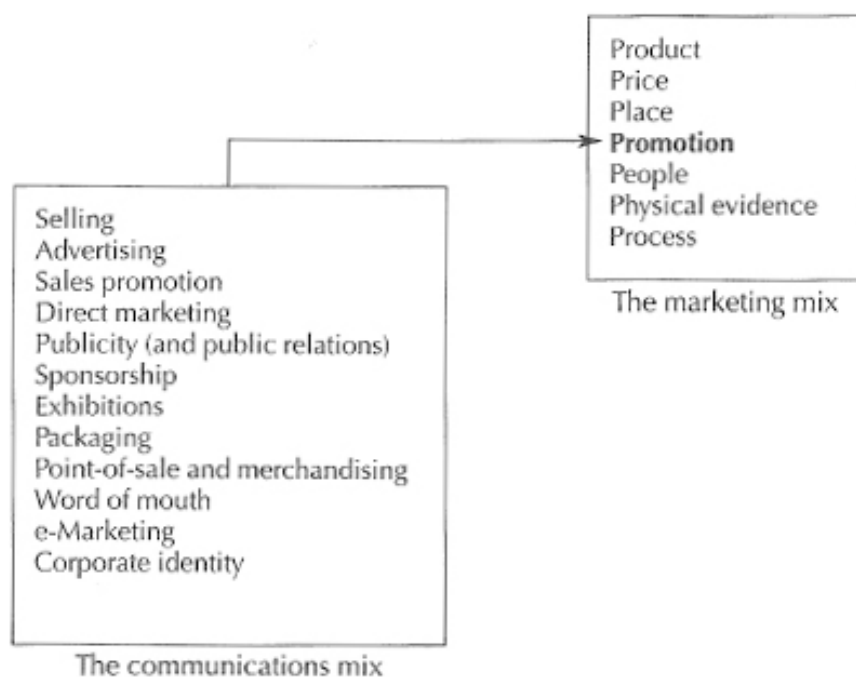 Product
Price
Place
Promotion
People
Physical evidence
Process
The marketing mix
Selling
Advertising
Sales promotion
Direct marketing
Publicity (and public relations)
Sponsorship
Exhibitions
Packaging
Point-of-sale and merchandising
Word of mouth
e-Marketing
Corporate identity
The communications mix